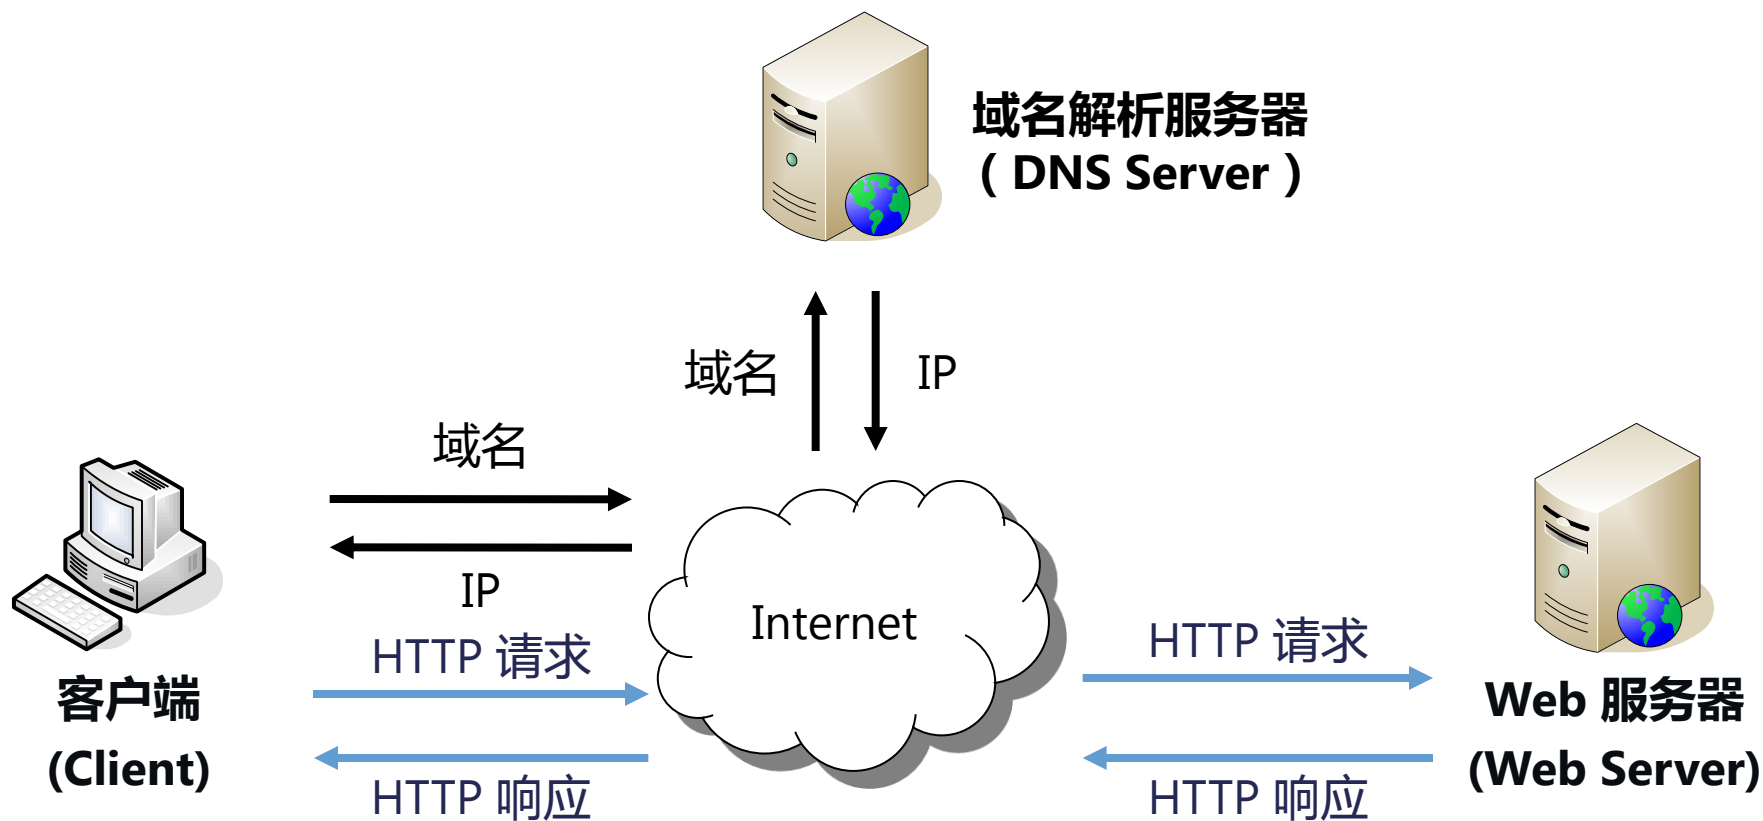 域名解析服务器
( DNS Server )
域名
IP
域名
IP
Internet
HTTP 请求
HTTP 请求
客户端
(Client)
Web 服务器
(Web Server)
HTTP 响应
HTTP 响应